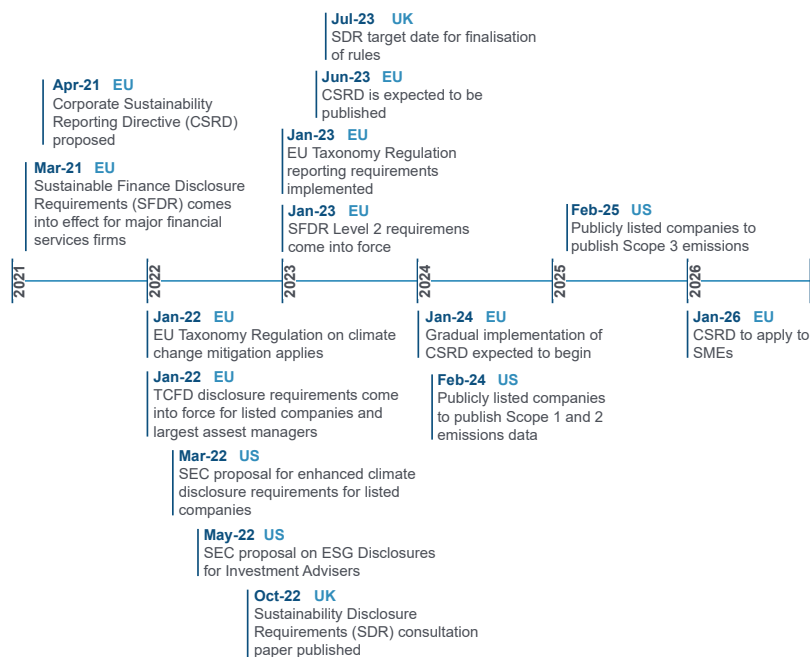 Jul-23 UK
SDR target date for finalisation
of rules
Jun-23 EU
CSRD is expected to be
published
Apr-21 EU
Corporate Sustainability
Reporting Directive (CSRD)
proposed
Jan-23 EU
EU Taxonomy Regulation
reporting requirements
implemented
Mar-21 EU
Sustainable Finance Disclosure
Requirements (SFDR) comes
into effect for major financial
services firms
Jan-23 EU
SFDR Level 2 requiremens
come into force
Feb-25 US
Publicly listed companies to
publish Scope 3 emissions
2021
2022
2023
2024
2025
2026
Jan-22 EU
EU Taxonomy Regulation on climate
change mitigation applies
Jan-24 EU
Gradual implementation of
CSRD expected to begin
Jan-26 EU
CSRD to apply to
SMEs
Jan-22 EU
TCFD disclosure requirements come
into force for listed companies and
largest assest managers
Feb-24 US
Publicly listed companies
to publish Scope 1 and 2
emissions data
Mar-22 US
SEC proposal for enhanced climate
disclosure requirements for listed
companies
May-22 US
SEC proposal on ESG Disclosures
for Investment Advisers
Oct-22 UK
Sustainability Disclosure
Requirements (SDR) consultation
paper published